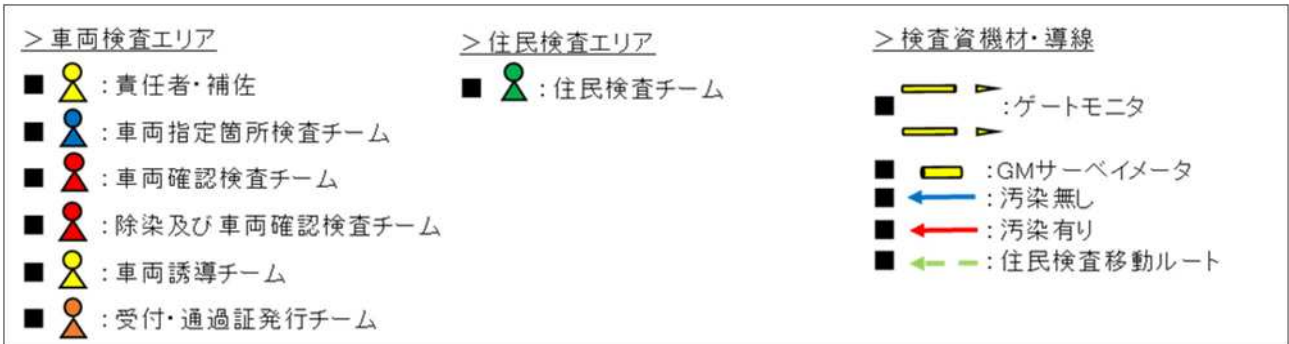 ＞車両検査エリア
■ ：責任者・補佐
■ ：車両指定箇所検査チーム
■ ：車両確認検査チーム
■ ：除染及び車両確認検査チーム
■ ：車両誘導チーム
■ ：受付・通過証発行チーム
＞住民検査エリア
■ ：住民検査チーム
＞検査資機材・導線
■ ：ゲートモニタ
■ ：GMサーベイメータ
■ ：汚染無し
■ ：汚染有り
■ ：住民検査移動ルート